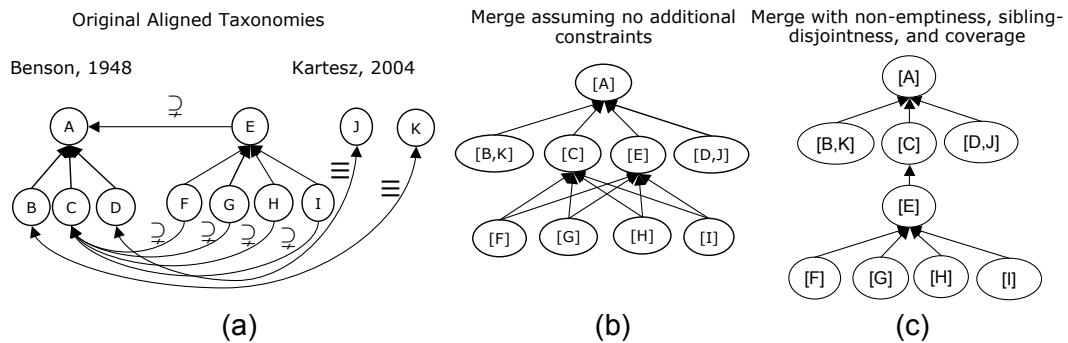 Original Aligned Taxonomies
Benson, 1948
Kartesz, 2004
⊋
A
E
J
K
≡
≡
B
C
D
F
G
H
I
⊋
⊋
⊋
⊋
(a)
Merge assuming no additional
constraints
[A]
[B,K]
[C]
[E]
[D,J]
[F]
[G]
[H]
[I]
(b)
Merge with non-emptiness, sibling-
disjointness, and coverage
[A]
[B,K]
[C]
[D,J]
[E]
[F]
[G]
[H]
[I]
(c)